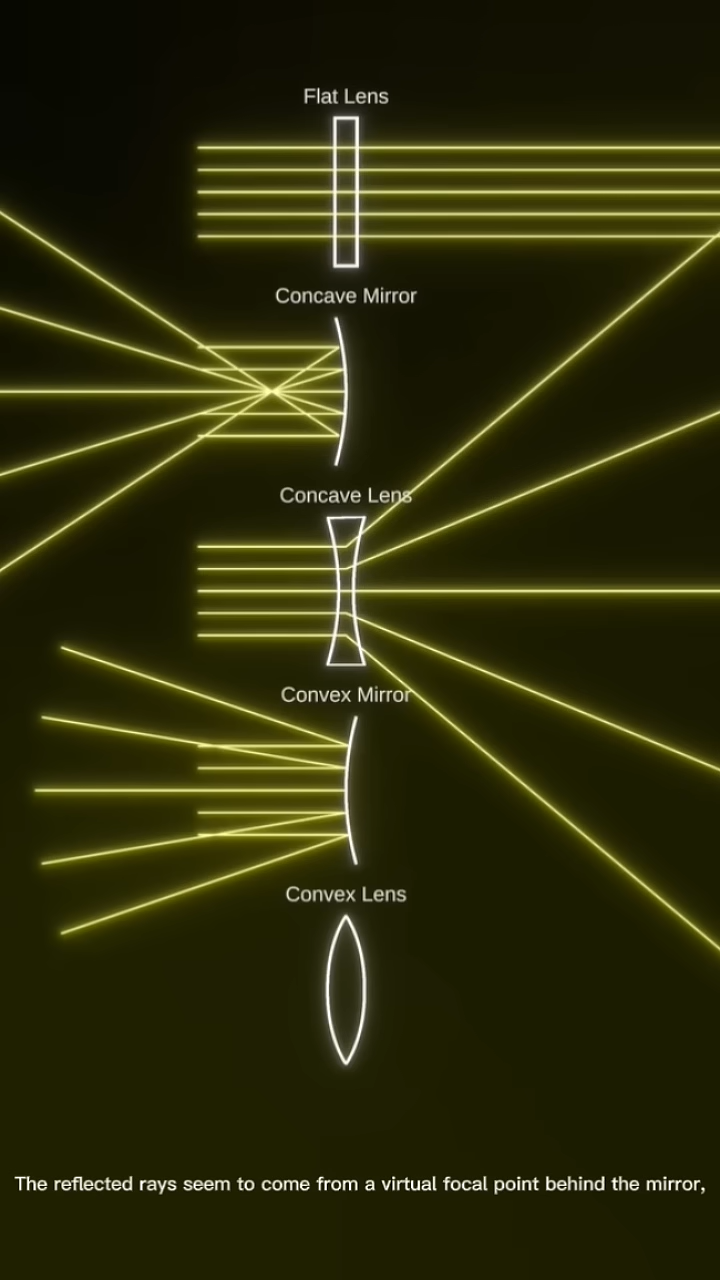 Flat Lens
Concave Mirror
Concave Lens
Convex Mirror
Convex Lens
The reflected rays seem to come from a virtual focal point behind the mirror,